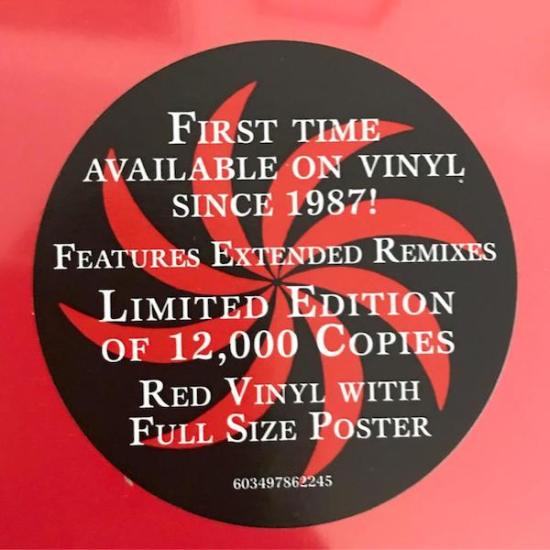 First time
available on vinyl
since 1987!
Features Extended Remixes
Limited Edition
of 12,000 Copies
Red Vinyl with
Full Size Poster
603497862245